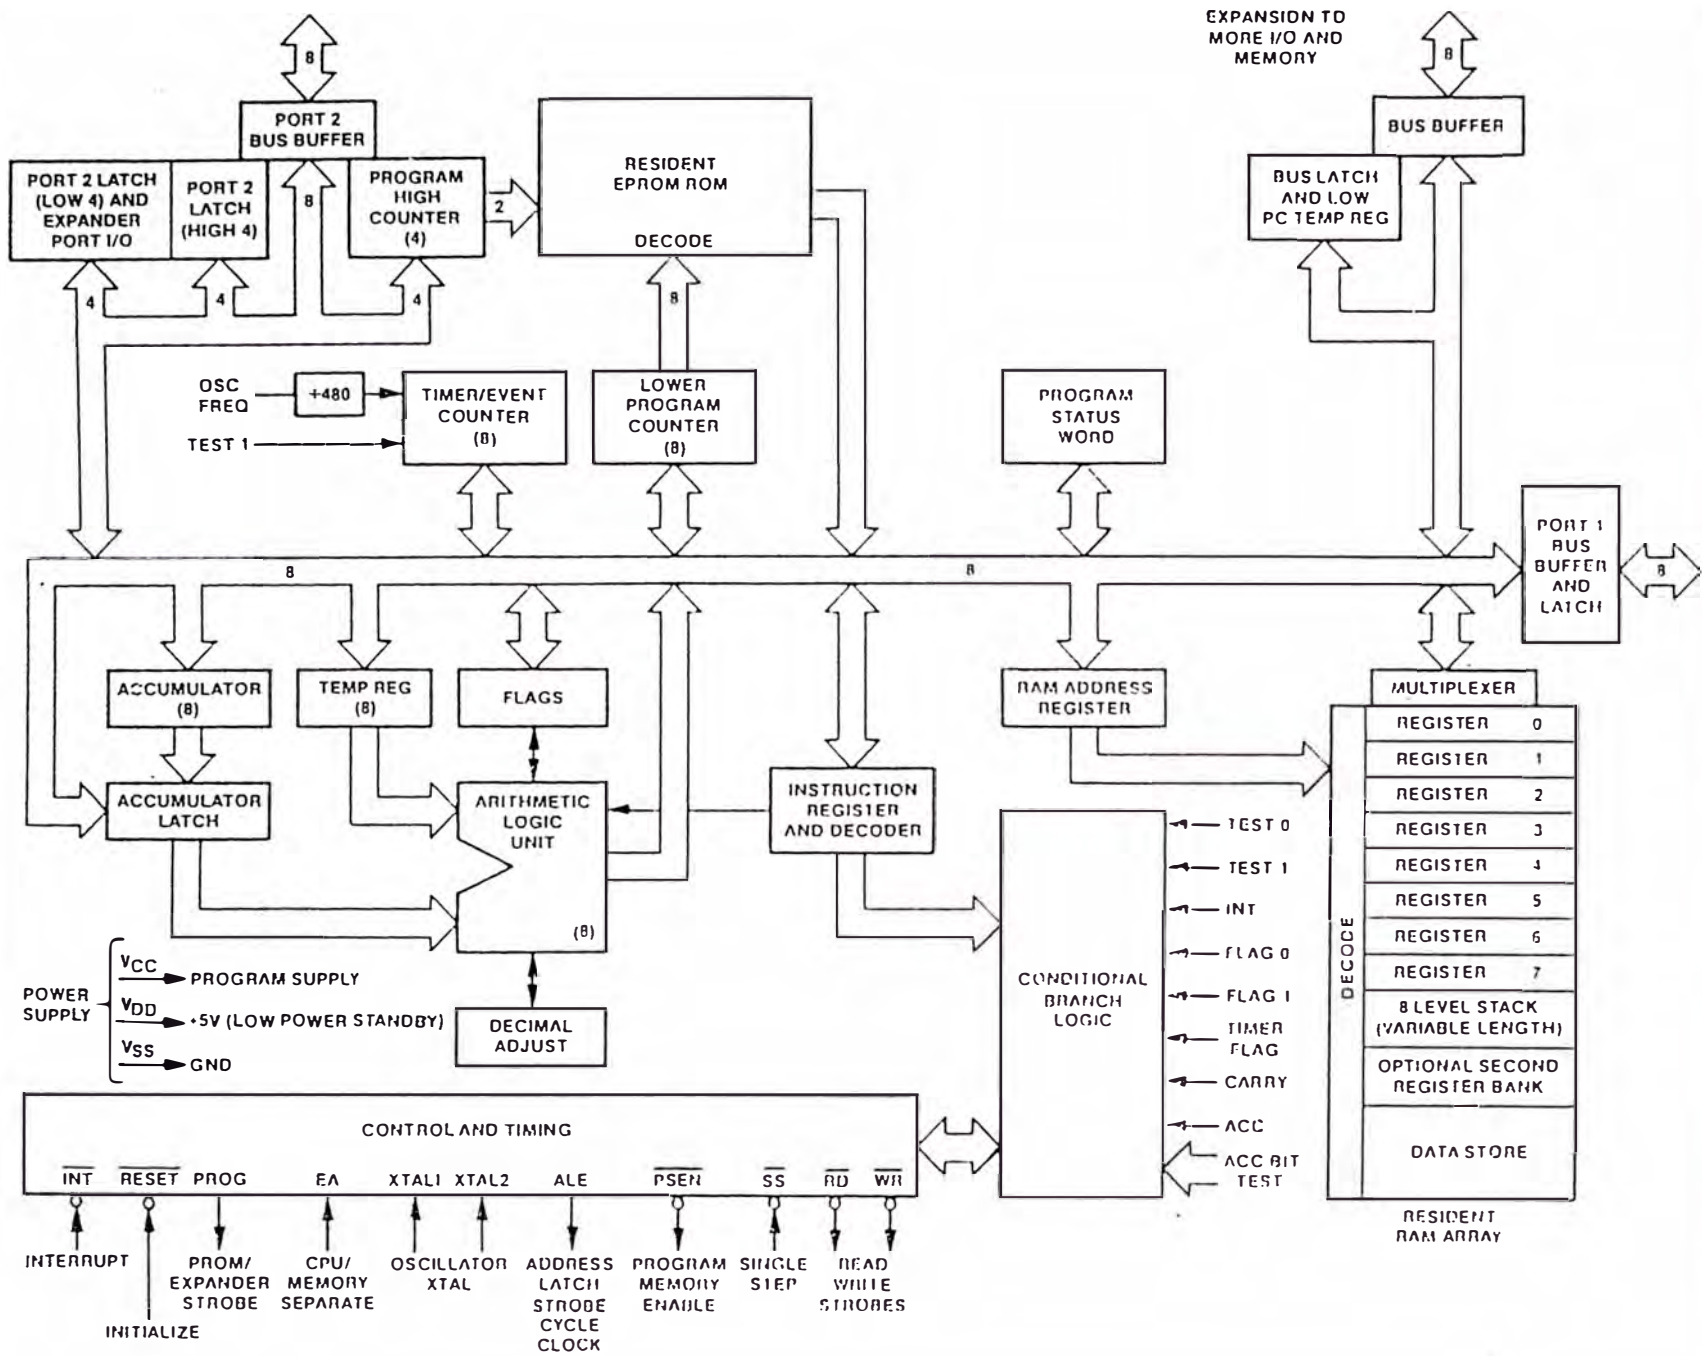 EXPANSION TO
MORE I/O AND
MEMORY
8
8
PORT 2
BUS BUFFER
BUS BUFFER
PORT 2 LATCH
(LOW 4) AND
EXPANDER
PORT I/O
PORT 2
LATCH
(HIGH 4)
8
PROGRAM
HIGH
COUNTER
(4)
2
RESIDENT
EPROM ROM
DECODE
BUS LATCH
AND LOW
PC TEMP REG
4
4
4
8
OSC
FREQ
÷480
TEST 1
TIMER/EVENT
COUNTER
(8)
LOWER
PROGRAM
COUNTER
(8)
PROGRAM
STATUS
WORD
PORT 1
BUS
BUFFER
AND
LATCH
8
8
8
ACCUMULATOR
(8)
TEMP REG
(8)
FLAGS
RAM ADDRESS
REGISTER
MULTIPLEXER
ACCUMULATOR
LATCH
ARITHMETIC
LOGIC
UNIT
(8)
INSTRUCTION
REGISTER
AND DECODER
DECIMAL
ADJUST
CONDITIONAL
BRANCH
LOGIC
TEST 0
TEST 1
INT
FLAG 0
FLAG 1
TIMER
FLAG
CARRY
ACC
ACC BIT
TEST
DECODE
REGISTER 0
REGISTER 1
REGISTER 2
REGISTER 3
REGISTER 4
REGISTER 5
REGISTER 6
REGISTER 7
8 LEVEL STACK
(VARIABLE LENGTH)
OPTIONAL SECOND
REGISTER BANK
DATA STORE
RESIDENT
RAM ARRAY
POWER
SUPPLY
VCC
PROGRAM SUPPLY
VDD
+5V (LOW POWER STANDBY)
VSS
GND
CONTROL AND TIMING
INT RESET PROG EA XTAL1 XTAL2 ALE PSEN SS RD WR
INTERRUPT
INITIALIZE
PROM/
EXPANDER
STROBE
CPU/
MEMORY
SEPARATE
OSCILLATOR
XTAL
ADDRESS
LATCH
STROBE
CYCLE
CLOCK
PROGRAM
MEMORY
ENABLE
SINGLE
STEP
READ
WRITE
STROBES